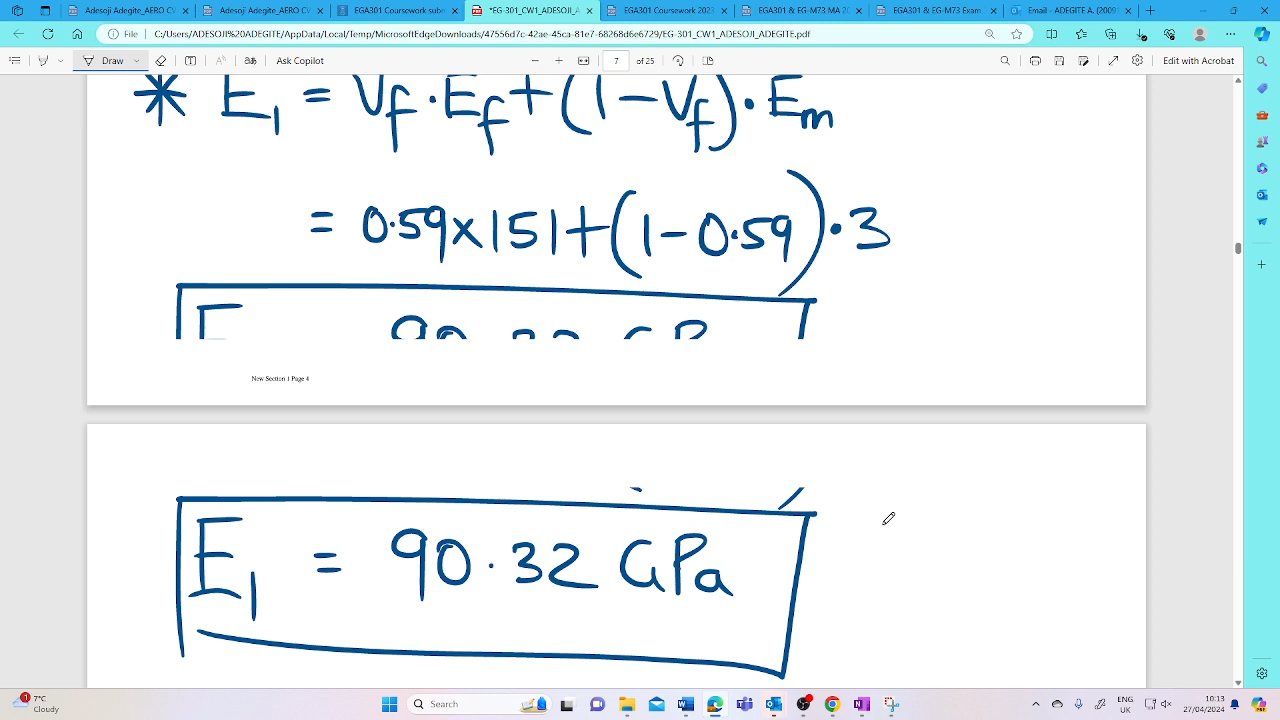 Adesoji Adegite_AERO CV
Adesoji Adegite_AERO CV
EGA301 Coursework sub
*EG-301_CW1_ADESOJI_A
EGA301 Coursework 202
EGA301 & EG-M73 MA 20
EGA301 & EG-M73 Exam
Email - ADEGITE A. (20091
File C:/Users/ADESOJI%20ADEGITE/AppData/Local/Temp/MicrosoftEdgeDownloads/47556d7c-42ae-45ca-81e7-68268d6e6729/EG-301_CW1_ADESOJI_ADEGITE.pdf
Draw Ask Copilot 7 of 25 Edit with Acrobat
* E1 = Vf · Ef + (1 - Vf) · Em
= 0.59 × 151 + (1 - 0.59) · 3
New Section 1 Page 4
E1 = 90.32 GPa
7°C
Cloudy
Search
ENG
UK
10:13
27/04/2024